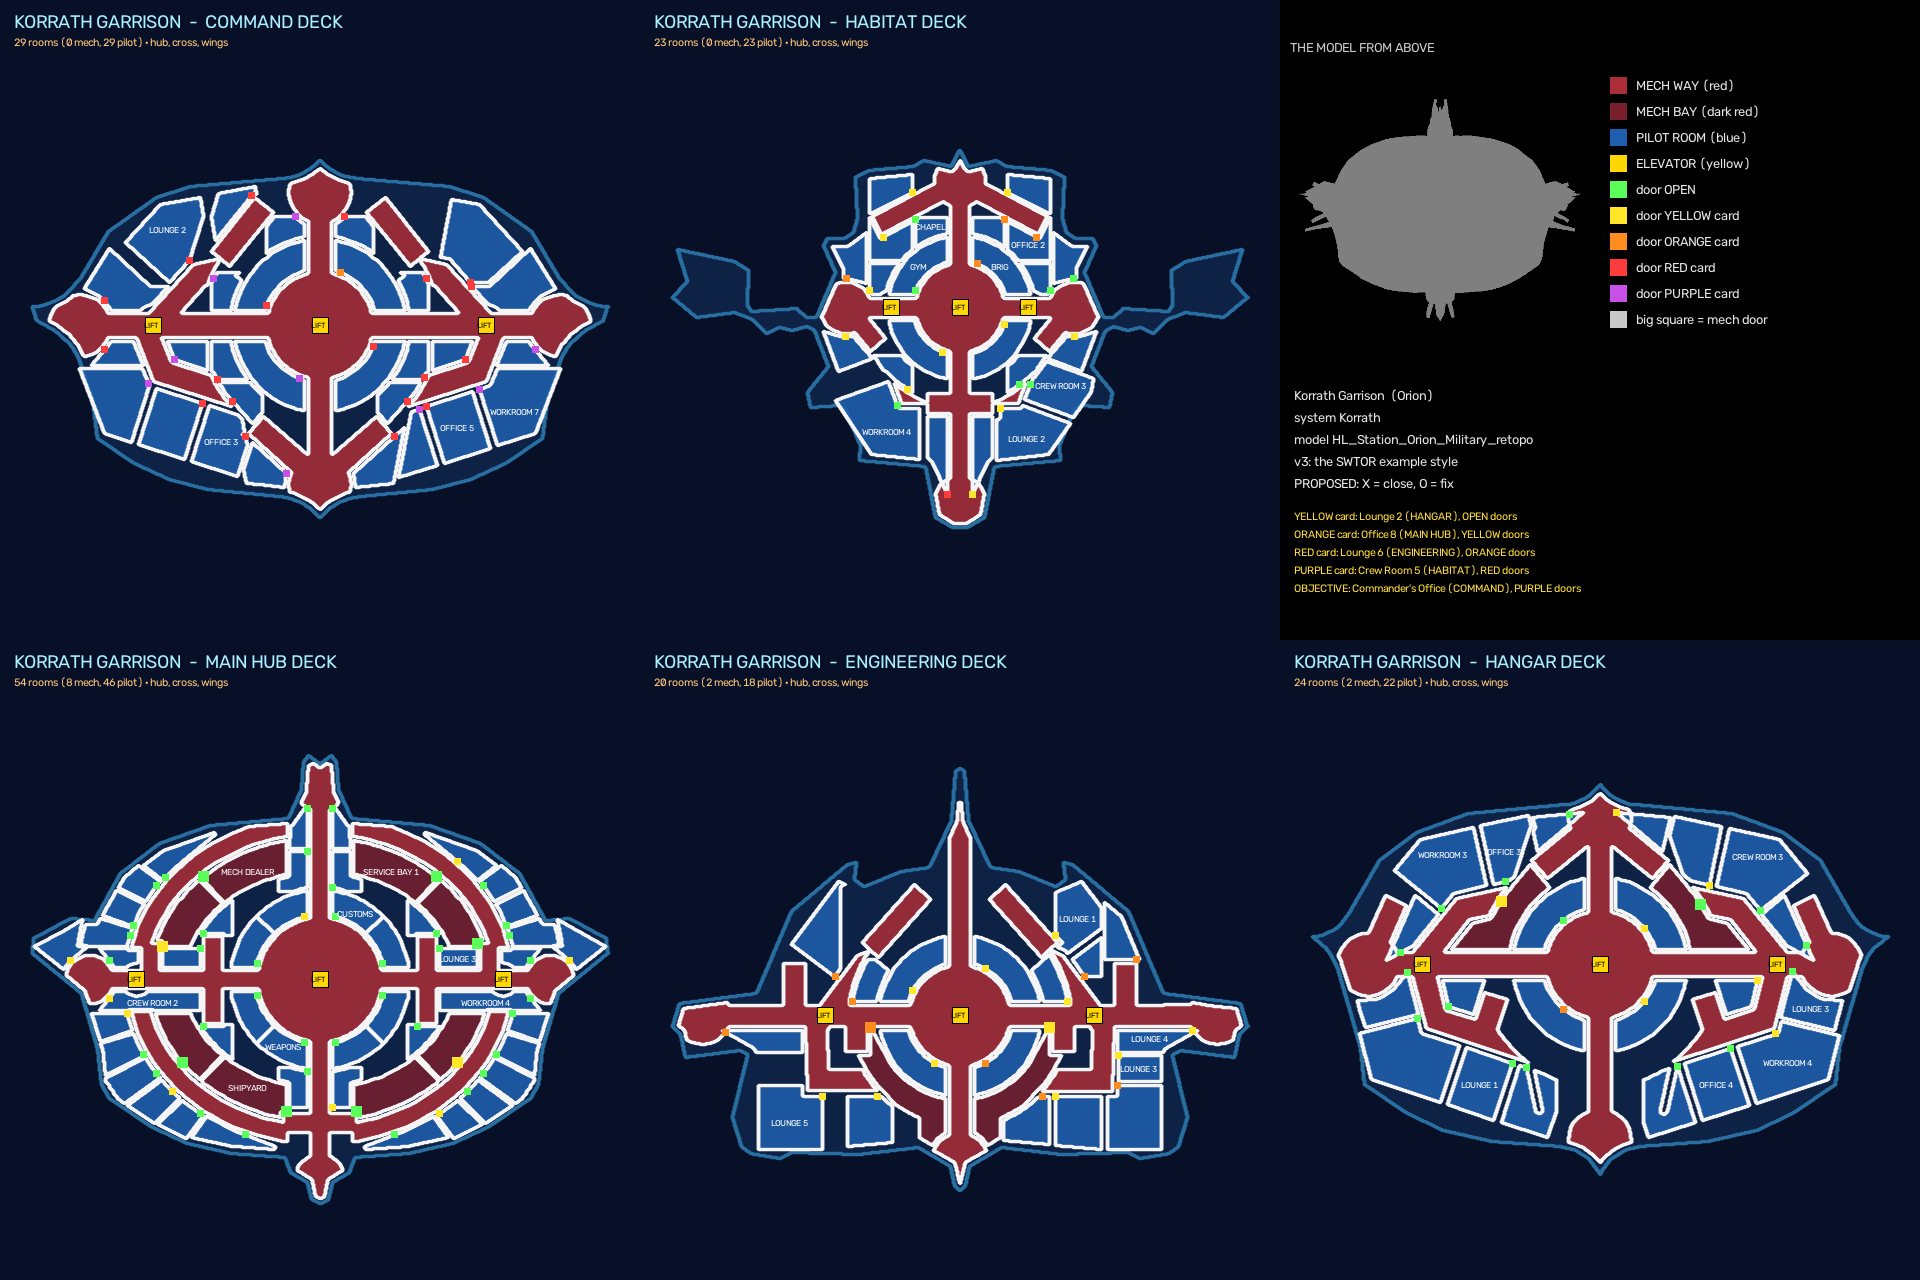 KORRATH GARRISON - COMMAND DECK
29 rooms (0 mech, 29 pilot) • hub, cross, wings
LOUNGE 2
LIFT
LIFT
LIFT
OFFICE 3
OFFICE 5
WORKROOM 7
KORRATH GARRISON - HABITAT DECK
23 rooms (0 mech, 23 pilot) • hub, cross, wings
CHAPEL
OFFICE 2
GYM
BRIG
LIFT
LIFT
LIFT
CREW ROOM 3
WORKROOM 4
LOUNGE 2
THE MODEL FROM ABOVE
MECH WAY (red)
MECH BAY (dark red)
PILOT ROOM (blue)
ELEVATOR (yellow)
door OPEN
door YELLOW card
door ORANGE card
door RED card
door PURPLE card
big square = mech door
Korrath Garrison (Orion)
system Korrath
model HL_Station_Orion_Military_retopo
v3: the SWTOR example style
PROPOSED: X = close, O = fix
YELLOW card: Lounge 2 (HANGAR), OPEN doors
ORANGE card: Office 8 (MAIN HUB), YELLOW doors
RED card: Lounge 6 (ENGINEERING), ORANGE doors
PURPLE card: Crew Room 5 (HABITAT), RED doors
OBJECTIVE: Commander's Office (COMMAND), PURPLE doors
KORRATH GARRISON - MAIN HUB DECK
54 rooms (8 mech, 46 pilot) • hub, cross, wings
MECH DEALER
SERVICE BAY 1
CUSTOMS
LOUNGE 3
LIFT
LIFT
LIFT
CREW ROOM 2
WORKROOM 4
WEAPONS
SHIPYARD
KORRATH GARRISON - ENGINEERING DECK
20 rooms (2 mech, 18 pilot) • hub, cross, wings
LOUNGE 1
LIFT
LIFT
LIFT
LOUNGE 4
LOUNGE 3
LOUNGE 5
KORRATH GARRISON - HANGAR DECK
24 rooms (2 mech, 22 pilot) • hub, cross, wings
WORKROOM 3
OFFICE 3
CREW ROOM 3
LIFT
LIFT
LIFT
LOUNGE 3
WORKROOM 4
LOUNGE 1
OFFICE 4